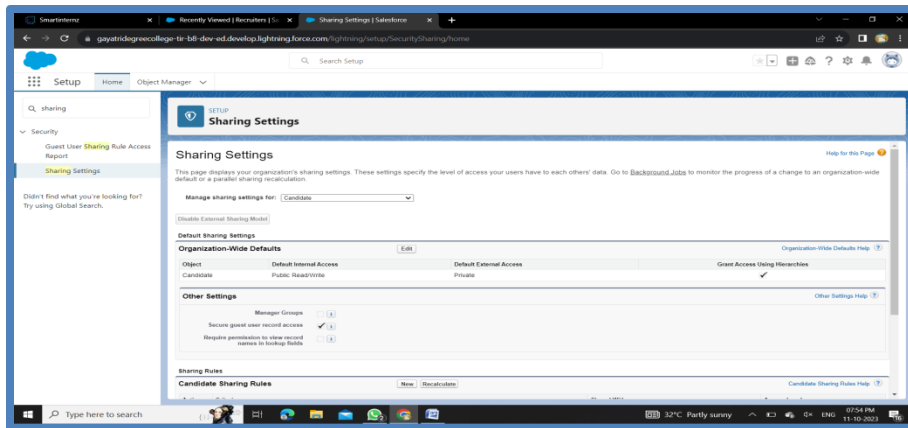 Smartinternz
Recently Viewed | Recruiters | Sa
Sharing Settings | Salesforce
gayatridegreecollege-tir-b8-dev-ed.develop.lightning.force.com/lightning/setup/SecuritySharing/home
Search Setup
Setup
Home
Object Manager
sharing
Security
Guest User Sharing Rule Access
Report
Sharing Settings
Didn't find what you're looking for?
Try using Global Search.
SETUP
Sharing Settings
Sharing Settings
Help for this Page
This page displays your organization's sharing settings. These settings specify the level of access your users have to each others' data. Go to Background Jobs to monitor the progress of a change to an organization-wide
default or a parallel sharing recalculation.
Manage sharing settings for: Candidate
Disable External Sharing Model
Default Sharing Settings
Organization-Wide Defaults Edit Organization-Wide Defaults Help
Object Default Internal Access Default External Access Grant Access Using Hierarchies
Candidate Public Read/Write Private
Other Settings Other Settings Help
Manager Groups
Secure guest user record access
Require permission to view record
names in lookup fields
Sharing Rules
Candidate Sharing Rules New Recalculate Candidate Sharing Rules Help
Type here to search
32°C Partly sunny
ENG
07:54 PM
11-10-2023